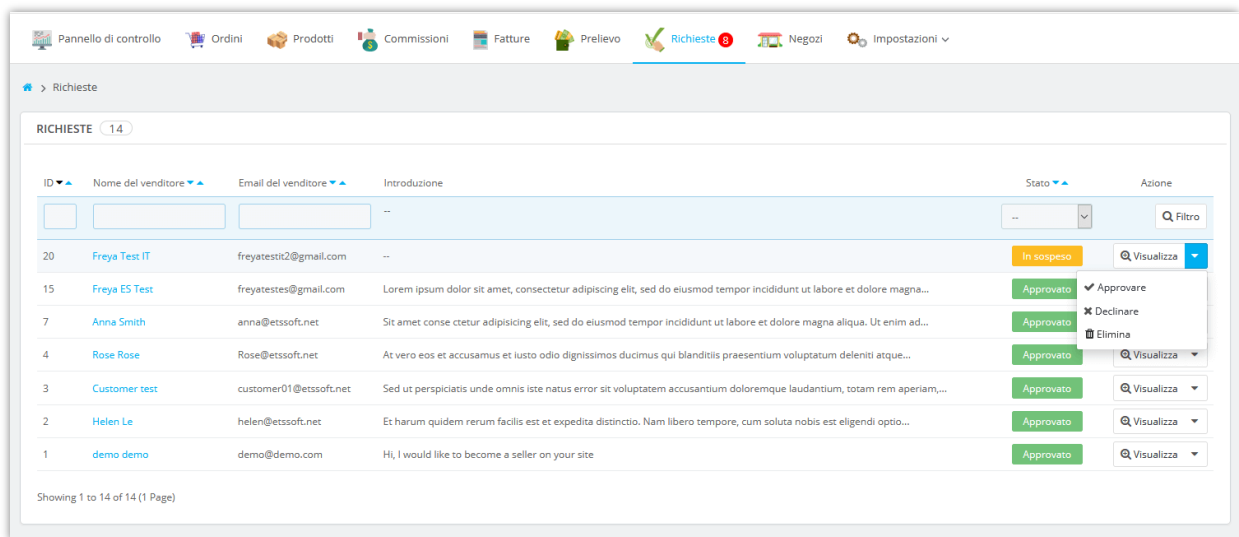 Pannello di controllo Ordini Prodotti Commissioni Fatture Prelievo Richieste 8 Negozi Impostazioni
> Richieste
RICHIESTE 14
ID Nome del venditore Email del venditore Introduzione Stato Azione
-- -- Filtro
20 Freya Test IT freyatestit2@gmail.com -- In sospeso Visualizza
15 Freya ES Test freyatestes@gmail.com Lorem ipsum dolor sit amet, consectetur adipiscing elit, sed do eiusmod tempor incididunt ut labore et dolore magna... Approvato Approvare
7 Anna Smith anna@etssoft.net Sit amet conse ctetur adipisicing elit, sed do eiusmod tempor incididunt ut labore et dolore magna aliqua. Ut enim ad... Approvato Declinare
Elimina
4 Rose Rose Rose@etssoft.net At vero eos et accusamus et iusto odio dignissimos ducimus qui blanditiis praesentium voluptatum deleniti atque... Approvato Visualizza
3 Customer test customer01@etssoft.net Sed ut perspiciatis unde omnis iste natus error sit voluptatem accusantium doloremque laudantium, totam rem aperiam,... Approvato Visualizza
2 Helen Le helen@etssoft.net Et harum quidem rerum facilis est et expedita distinctio. Nam libero tempore, cum soluta nobis est eligendi optio... Approvato Visualizza
1 demo demo demo@demo.com Hi, I would like to become a seller on your site Approvato Visualizza
Showing 1 to 14 of 14 (1 Page)